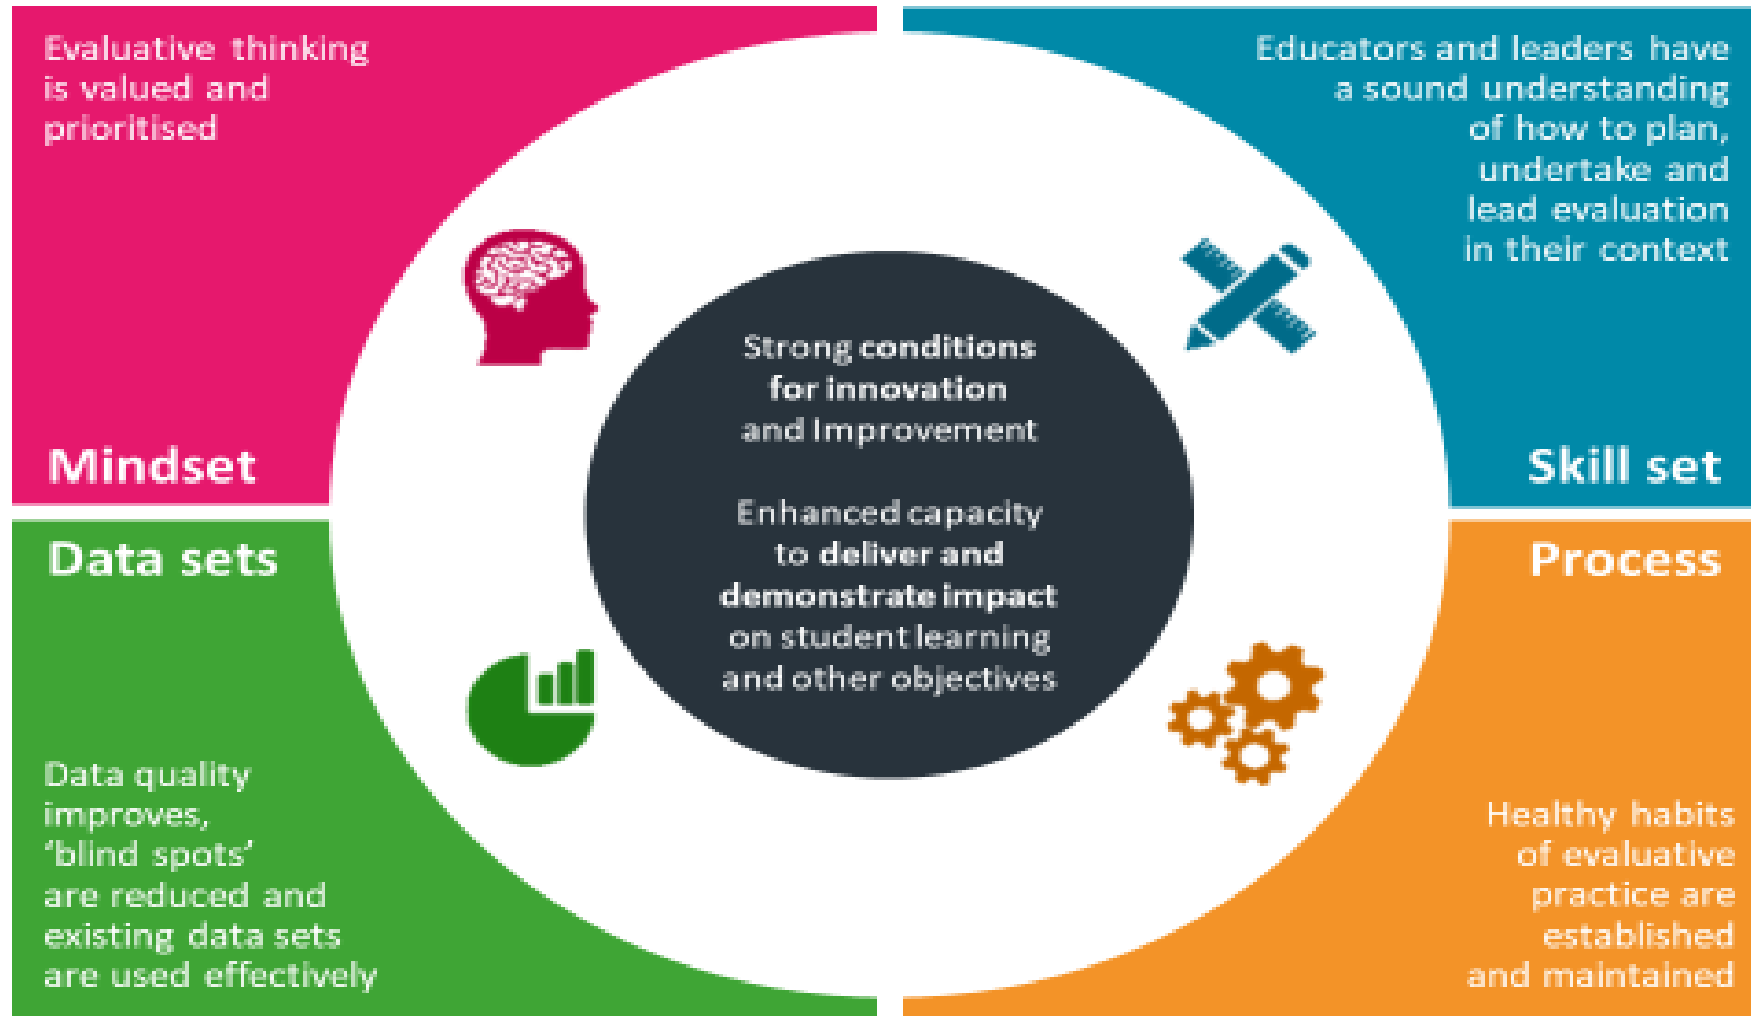 Evaluative thinking
is valued and
prioritised
Mindset
Educators and leaders have
a sound understanding
of how to plan,
undertake and
lead evaluation
in their context
Skill set
Strong conditions
for innovation
and Improvement
Enhanced capacity
to deliver and
demonstrate impact
on student learning
and other objectives
Data sets
Data quality
improves,
‘blind spots’
are reduced and
existing data sets
are used effectively
Process
Healthy habits
of evaluative
practice are
established
and maintained